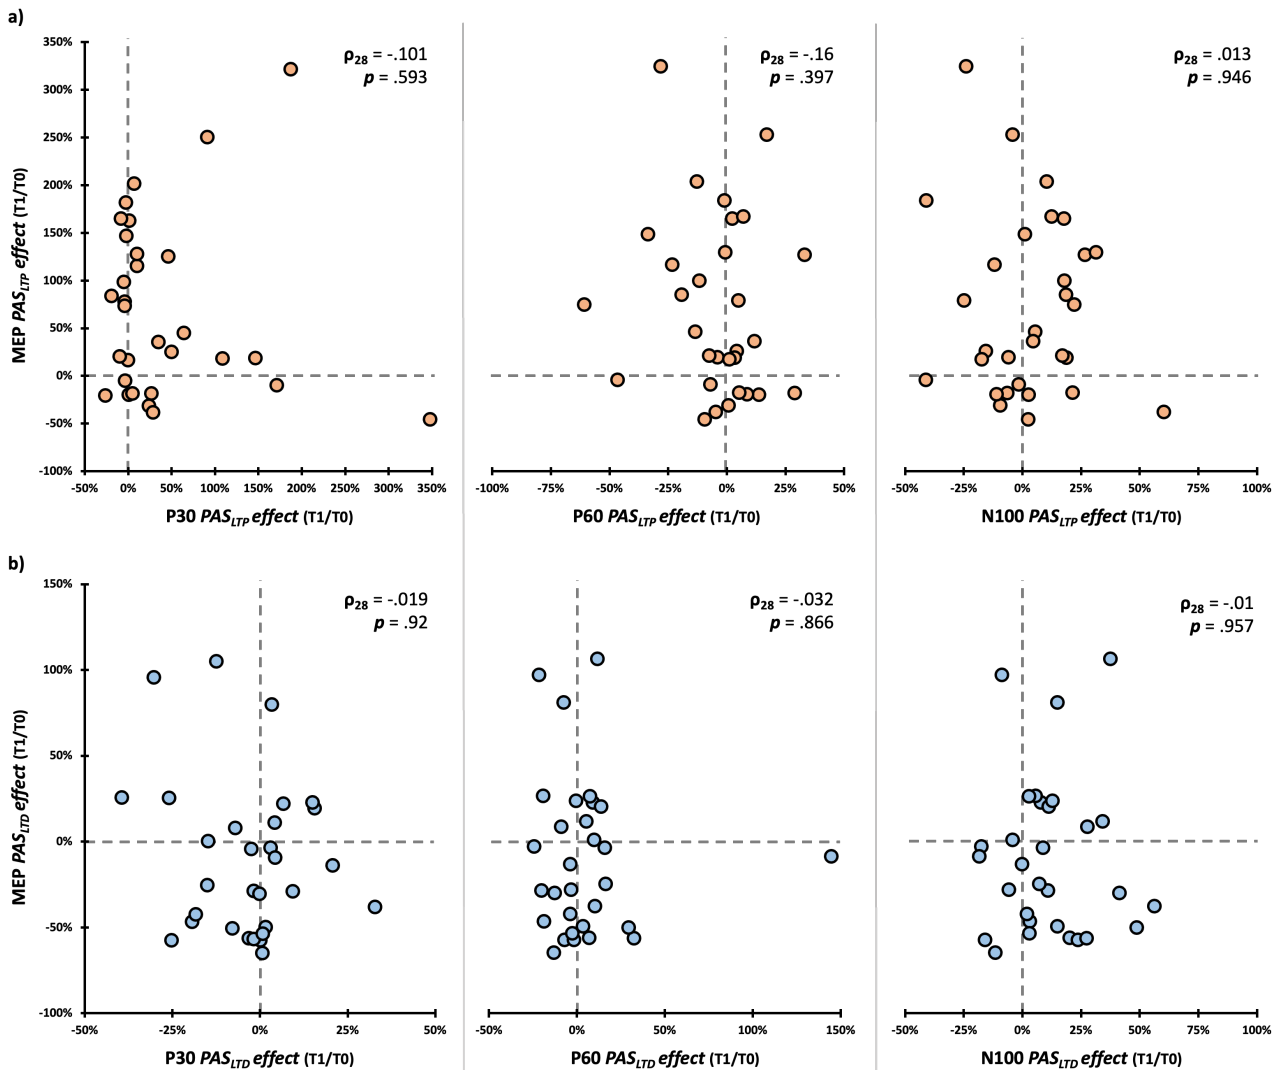 a)
ρ28 = -.101
p = .593
ρ28 = -.16
p = .397
ρ28 = .013
p = .946
MEP PASLTP effect (T1/T0)
350%
300%
250%
200%
150%
100%
50%
0%
-50%
-100%
-50% 0% 50% 100% 150% 200% 250% 300% 350%
-100% -75% -50% -25% 0% 25% 50%
-50% -25% 0% 25% 50% 75% 100%
P30 PASLTP effect (T1/T0)
P60 PASLTP effect (T1/T0)
N100 PASLTP effect (T1/T0)
b)
ρ28 = -.019
p = .92
ρ28 = -.032
p = .866
ρ28 = -.01
p = .957
MEP PASLTD effect (T1/T0)
150%
100%
50%
0%
-50%
-100%
-50% -25% 0% 25% 50%
-50% 0% 50% 100% 150%
-50% -25% 0% 25% 50% 75% 100%
P30 PASLTD effect (T1/T0)
P60 PASLTD effect (T1/T0)
N100 PASLTD effect (T1/T0)